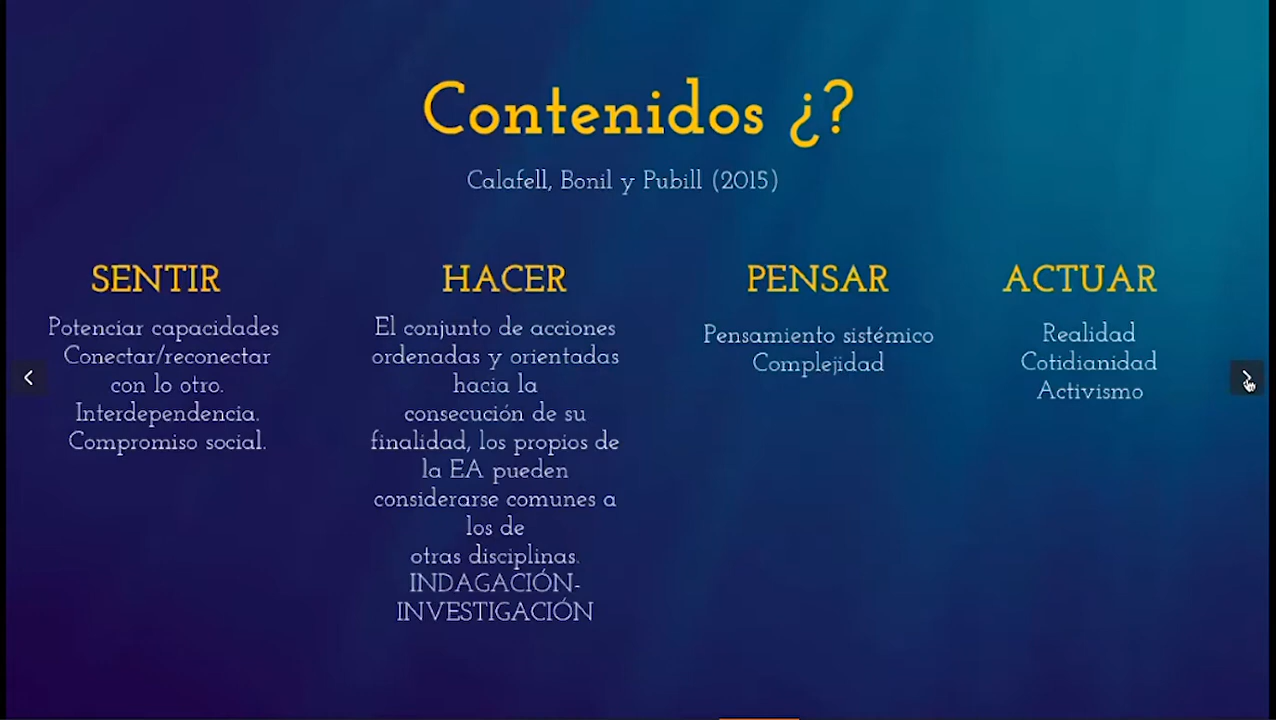 Contenidos ¿?
Calafell, Bonil y Pubill (2015)
SENTIR
Potenciar capacidades
Conectar/reconectar
con lo otro.
Interdependencia.
Compromiso social.
HACER
El conjunto de acciones
ordenadas y orientadas
hacia la
consecución de su
finalidad, los propios de
la EA pueden
considerarse comunes a
los de
otras disciplinas.
INDAGACIÓN-
INVESTIGACIÓN
PENSAR
Pensamiento sistémico
Complejidad
ACTUAR
Realidad
Cotidianidad
Activismo